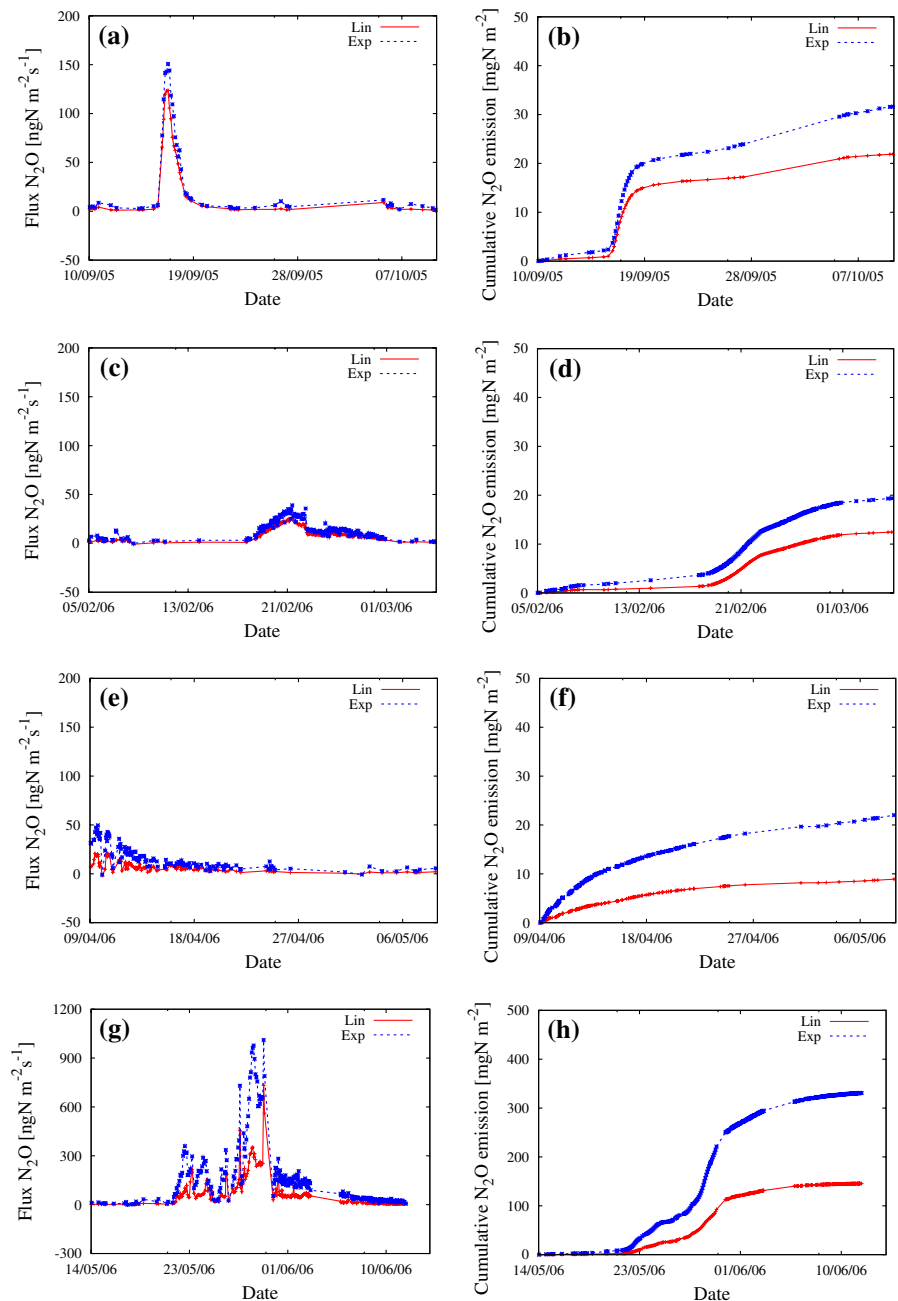 (a)
Lin
Exp
Flux N2O [ngN m-2s-1]
200
150
100
50
0
-50
10/09/05 19/09/05 28/09/05 07/10/05
Date
(b)
Lin
Exp
Cumulative N2O emission [mgN m-2]
50
40
30
20
10
0
10/09/05 19/09/05 28/09/05 07/10/05
Date
(c)
Lin
Exp
Flux N2O [ngN m-2s-1]
200
150
100
50
0
-50
05/02/06 13/02/06 21/02/06 01/03/06
Date
(d)
Lin
Exp
Cumulative N2O emission [mgN m-2]
50
40
30
20
10
0
05/02/06 13/02/06 21/02/06 01/03/06
Date
(e)
Lin
Exp
Flux N2O [ngN m-2s-1]
200
150
100
50
0
-50
09/04/06 18/04/06 27/04/06 06/05/06
Date
(f)
Lin
Exp
Cumulative N2O emission [mgN m-2]
50
40
30
20
10
0
09/04/06 18/04/06 27/04/06 06/05/06
Date
(g)
Lin
Exp
Flux N2O [ngN m-2s-1]
1200
900
600
300
0
-300
14/05/06 23/05/06 01/06/06 10/06/06
Date
(h)
Lin
Exp
Cumulative N2O emission [mgN m-2]
500
400
300
200
100
0
14/05/06 23/05/06 01/06/06 10/06/06
Date